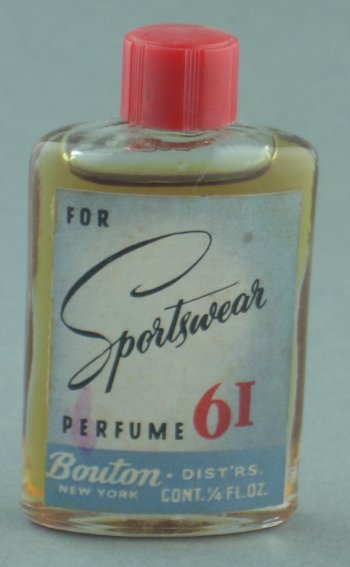 FOR
Sportswear
PERFUME 61
Bouton • DIST'RS.
NEW YORK CONT. ¼ FL. OZ.